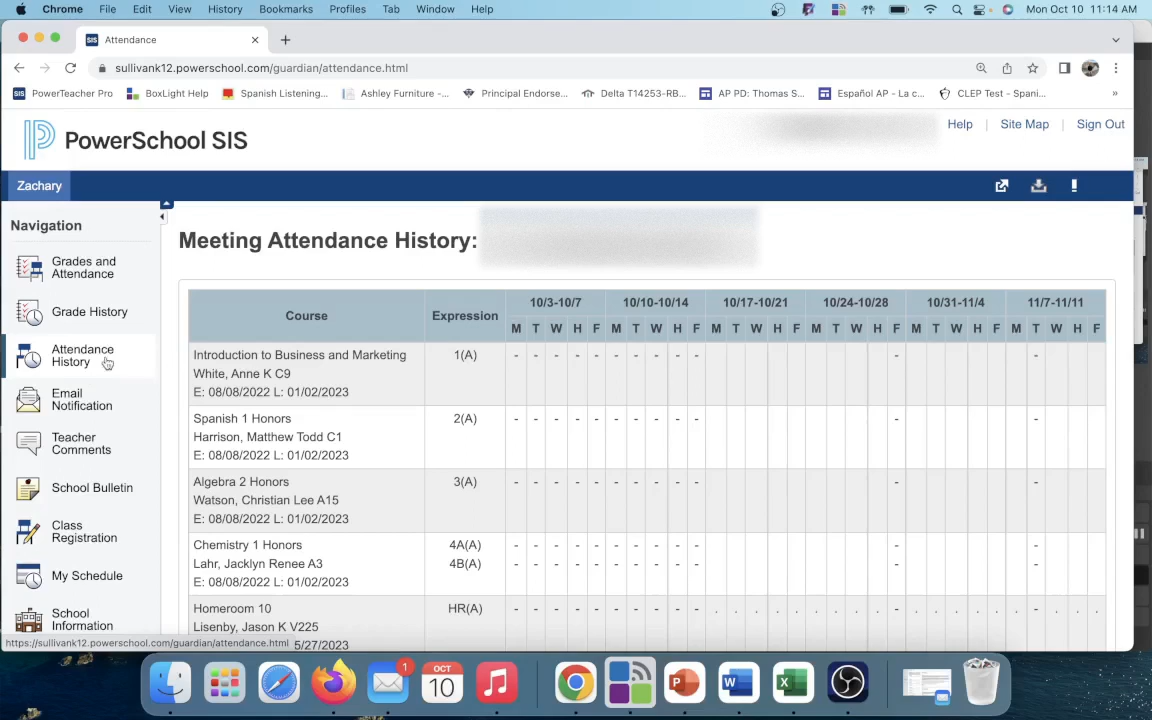 Chrome File Edit View History Bookmarks Profiles Tab Window Help Mon Oct 10 11:14 AM
SIS Attendance
sullivank12.powerschool.com/guardian/attendance.html
SIS PowerTeacher Pro BoxLight Help Spanish Listening... Ashley Furniture -... Principal Endorse... Delta T14253-RB... AP PD: Thomas S... Español AP - La c... CLEP Test - Spani... »
PowerSchool SIS
Help | Site Map | Sign Out
Zachary
Navigation
Grades and
Attendance
Grade History
Attendance
History
Email
Notification
Teacher
Comments
School Bulletin
Class
Registration
My Schedule
School
Information
https://sullivank12.powerschool.com/guardian/attendance.html
Meeting Attendance History:
Course Expression 10/3-10/7 10/10-10/14 10/17-10/21 10/24-10/28 10/31-11/4 11/7-11/11
M T W H F M T W H F M T W H F M T W H F M T W H F M T W H F
Introduction to Business and Marketing 1(A) - - - - - - - - - - - -
White, Anne K C9
E: 08/08/2022 L: 01/02/2023
Spanish 1 Honors 2(A) - - - - - - - - - - - -
Harrison, Matthew Todd C1
E: 08/08/2022 L: 01/02/2023
Algebra 2 Honors 3(A) - - - - - - - - - - - -
Watson, Christian Lee A15
E: 08/08/2022 L: 01/02/2023
Chemistry 1 Honors 4A(A) - - - - - - - - - - - -
Lahr, Jacklyn Renee A3 4B(A) - - - - - - - - - - - -
E: 08/08/2022 L: 01/02/2023
Homeroom 10 HR(A) - - - - - - - - - - . . . . . . . . . - . . . . . . - . . .
Lisenby, Jason K V225
5/27/2023
1
OCT
10
P W X